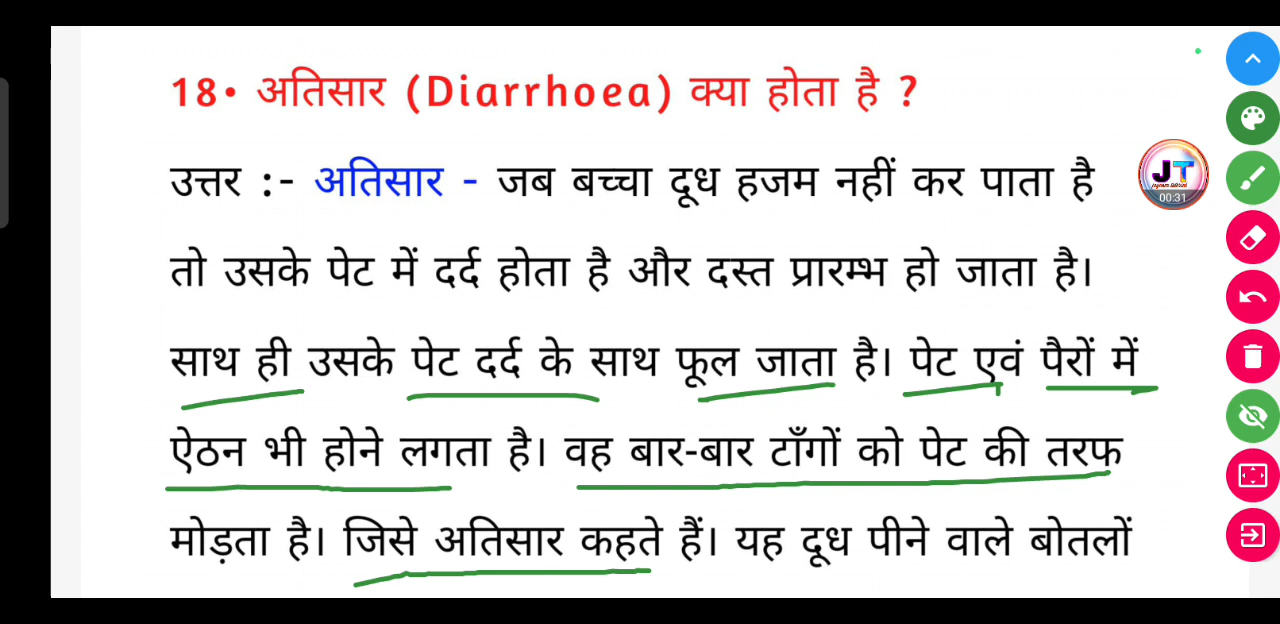 18• अतिसार (Diarrhoea) क्या होता है ?
उत्तर :- अतिसार - जब बच्चा दूध हजम नहीं कर पाता है
तो उसके पेट में दर्द होता है और दस्त प्रारम्भ हो जाता है।
साथ ही उसके पेट दर्द के साथ फूल जाता है। पेट एवं पैरों में
ऐठन भी होने लगता है। वह बार-बार टाँगों को पेट की तरफ
मोड़ता है। जिसे अतिसार कहते हैं। यह दूध पीने वाले बोतलों
JT
00:31